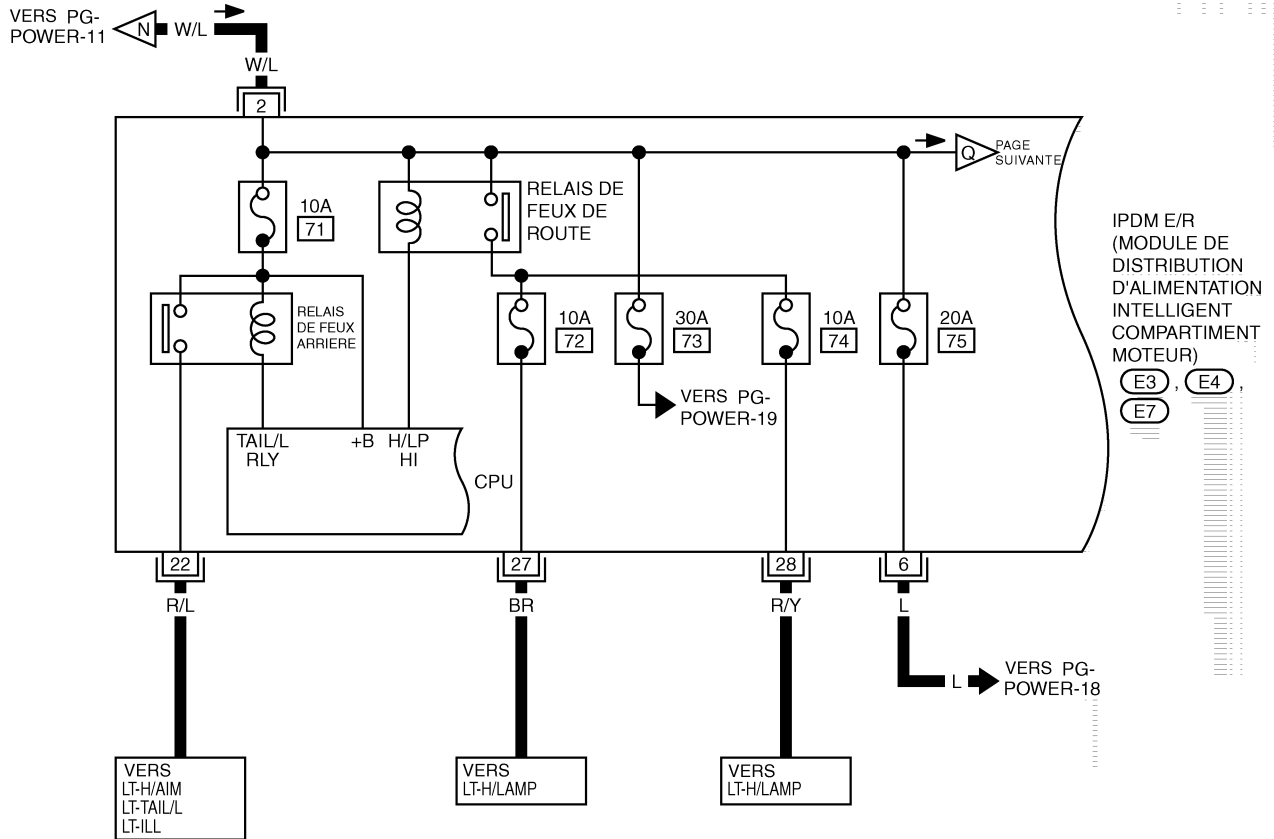 VERS PG-
POWER-11
N
W/L
W/L
2
Q
PAGE
SUIVANTE
10A
71
RELAIS DE
FEUX DE
ROUTE
IPDM E/R
(MODULE DE
DISTRIBUTION
D'ALIMENTATION
INTELLIGENT
COMPARTIMENT
MOTEUR)
E3 , E4 ,
E7
RELAIS
DE FEUX
ARRIERE
10A
72
30A
73
10A
74
20A
75
VERS PG-
POWER-19
TAIL/L
RLY
+B
H/LP
HI
CPU
22
27
28
6
R/L
BR
R/Y
L
L
VERS PG-
POWER-18
VERS
LT-H/AIM
LT-TAIL/L
LT-ILL
VERS
LT-H/LAMP
VERS
LT-H/LAMP